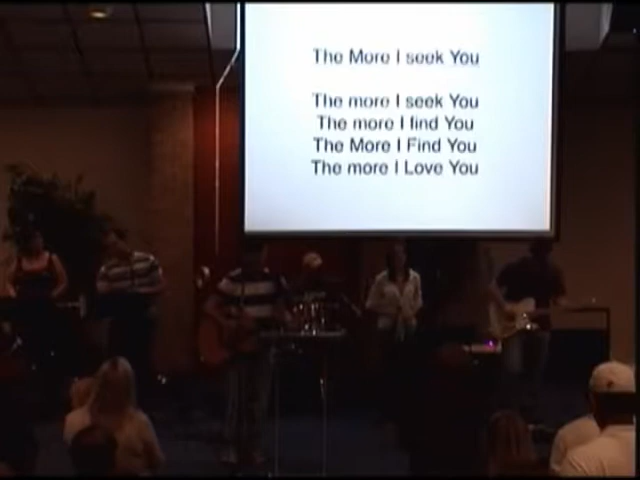 The More I seek You
The more I seek You
The more I find You
The More I Find You
The more I Love You